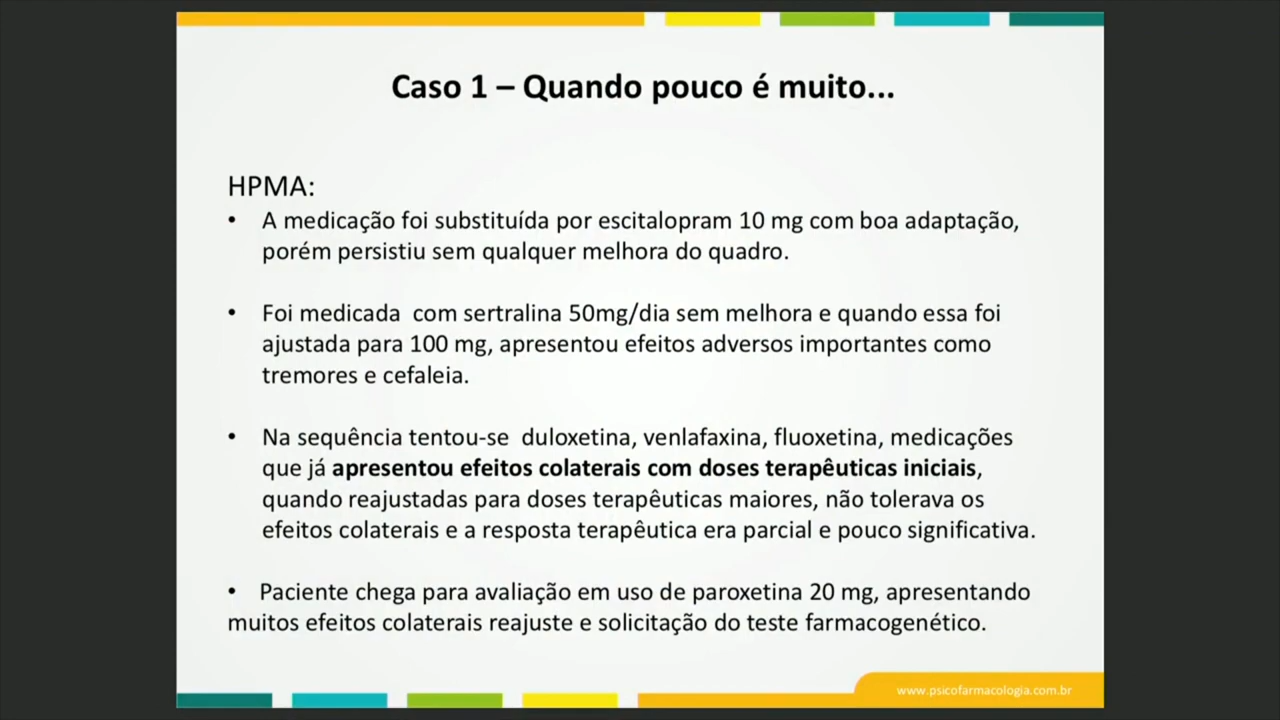 Caso 1 – Quando pouco é muito...
HPMA:
• A medicação foi substituída por escitalopram 10 mg com boa adaptação,
porém persistiu sem qualquer melhora do quadro.
• Foi medicada com sertralina 50mg/dia sem melhora e quando essa foi
ajustada para 100 mg, apresentou efeitos adversos importantes como
tremores e cefaleia.
• Na sequência tentou-se duloxetina, venlafaxina, fluoxetina, medicações
que já apresentou efeitos colaterais com doses terapêuticas iniciais,
quando reajustadas para doses terapêuticas maiores, não tolerava os
efeitos colaterais e a resposta terapêutica era parcial e pouco significativa.
• Paciente chega para avaliação em uso de paroxetina 20 mg, apresentando
muitos efeitos colaterais reajuste e solicitação do teste farmacogenético.
www.psicofarmacologia.com.br